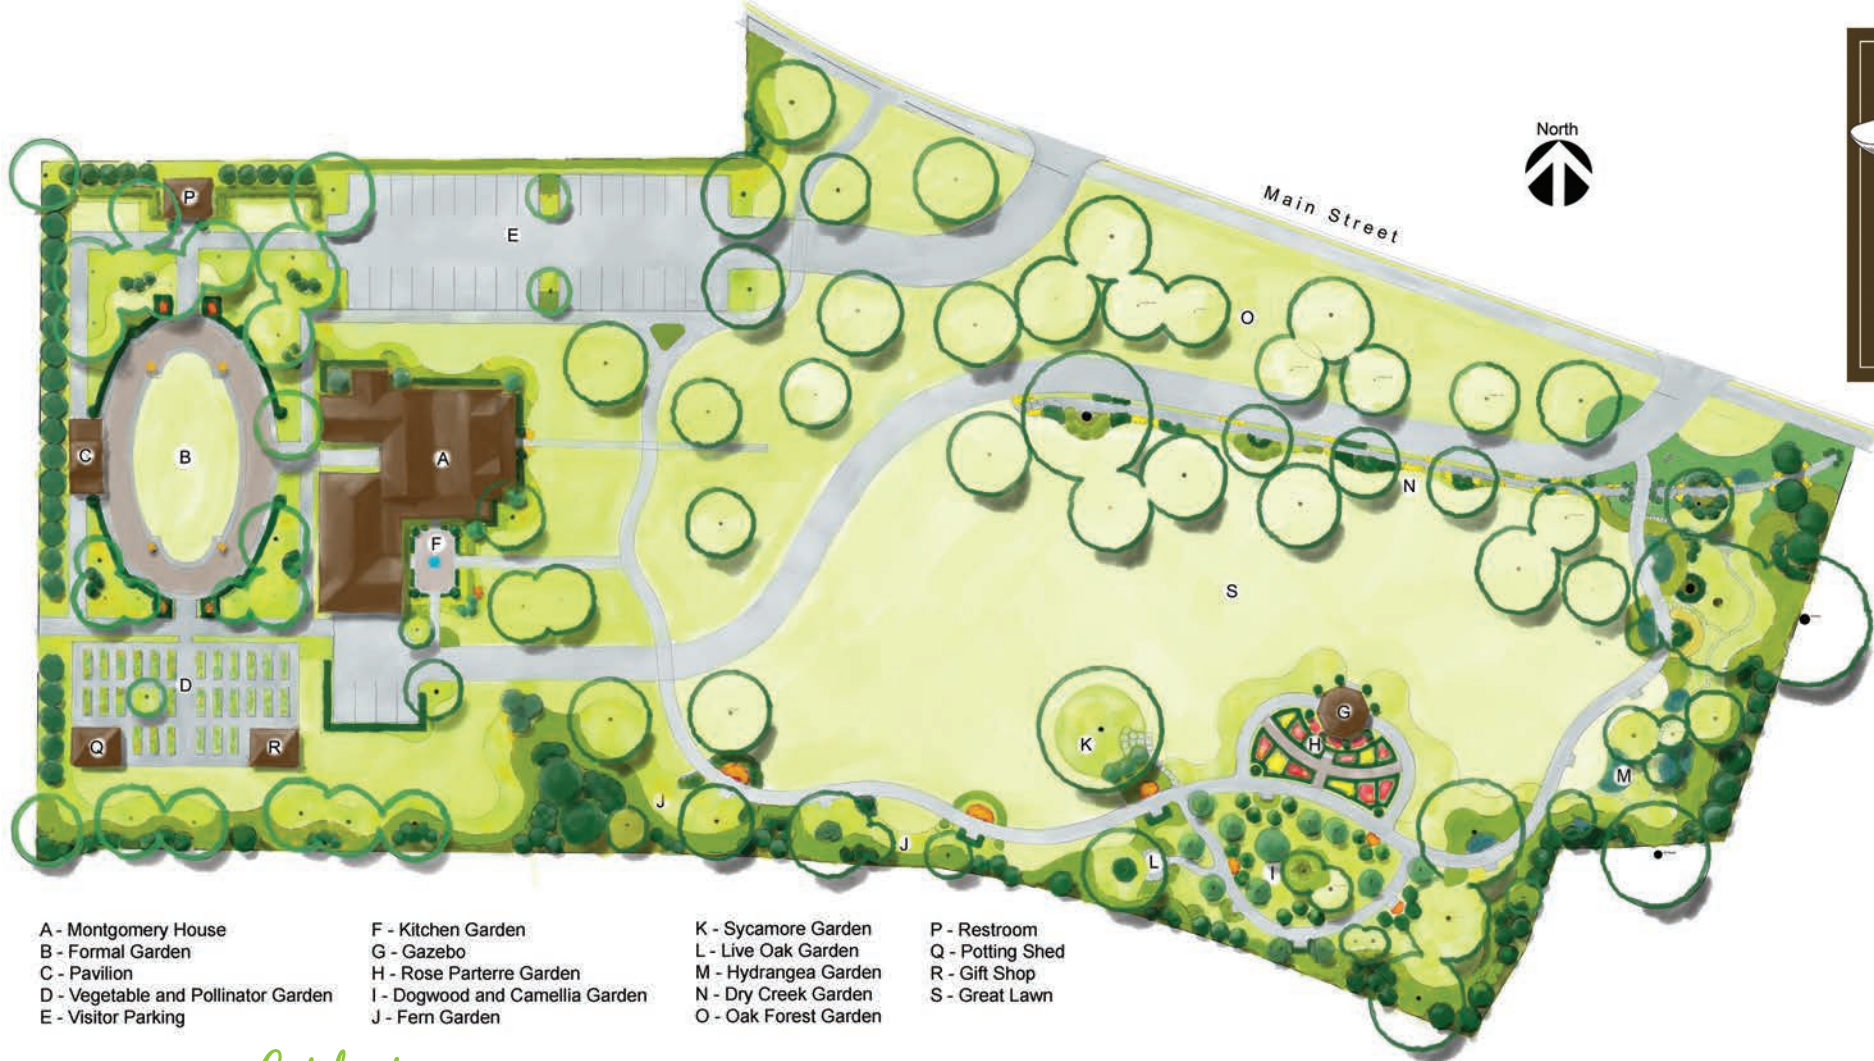 North
Main Street
P
E
O
C
B
A
N
F
S
D
G
K
H
Q
R
M
J
J
L
I
A - Montgomery House
B - Formal Garden
C - Pavilion
D - Vegetable and Pollinator Garden
E - Visitor Parking
F - Kitchen Garden
G - Gazebo
H - Rose Parterre Garden
I - Dogwood and Camellia Garden
J - Fern Garden
K - Sycamore Garden
L - Live Oak Garden
M - Hydrangea Garden
N - Dry Creek Garden
O - Oak Forest Garden
P - Restroom
Q - Potting Shed
R - Gift Shop
S - Great Lawn